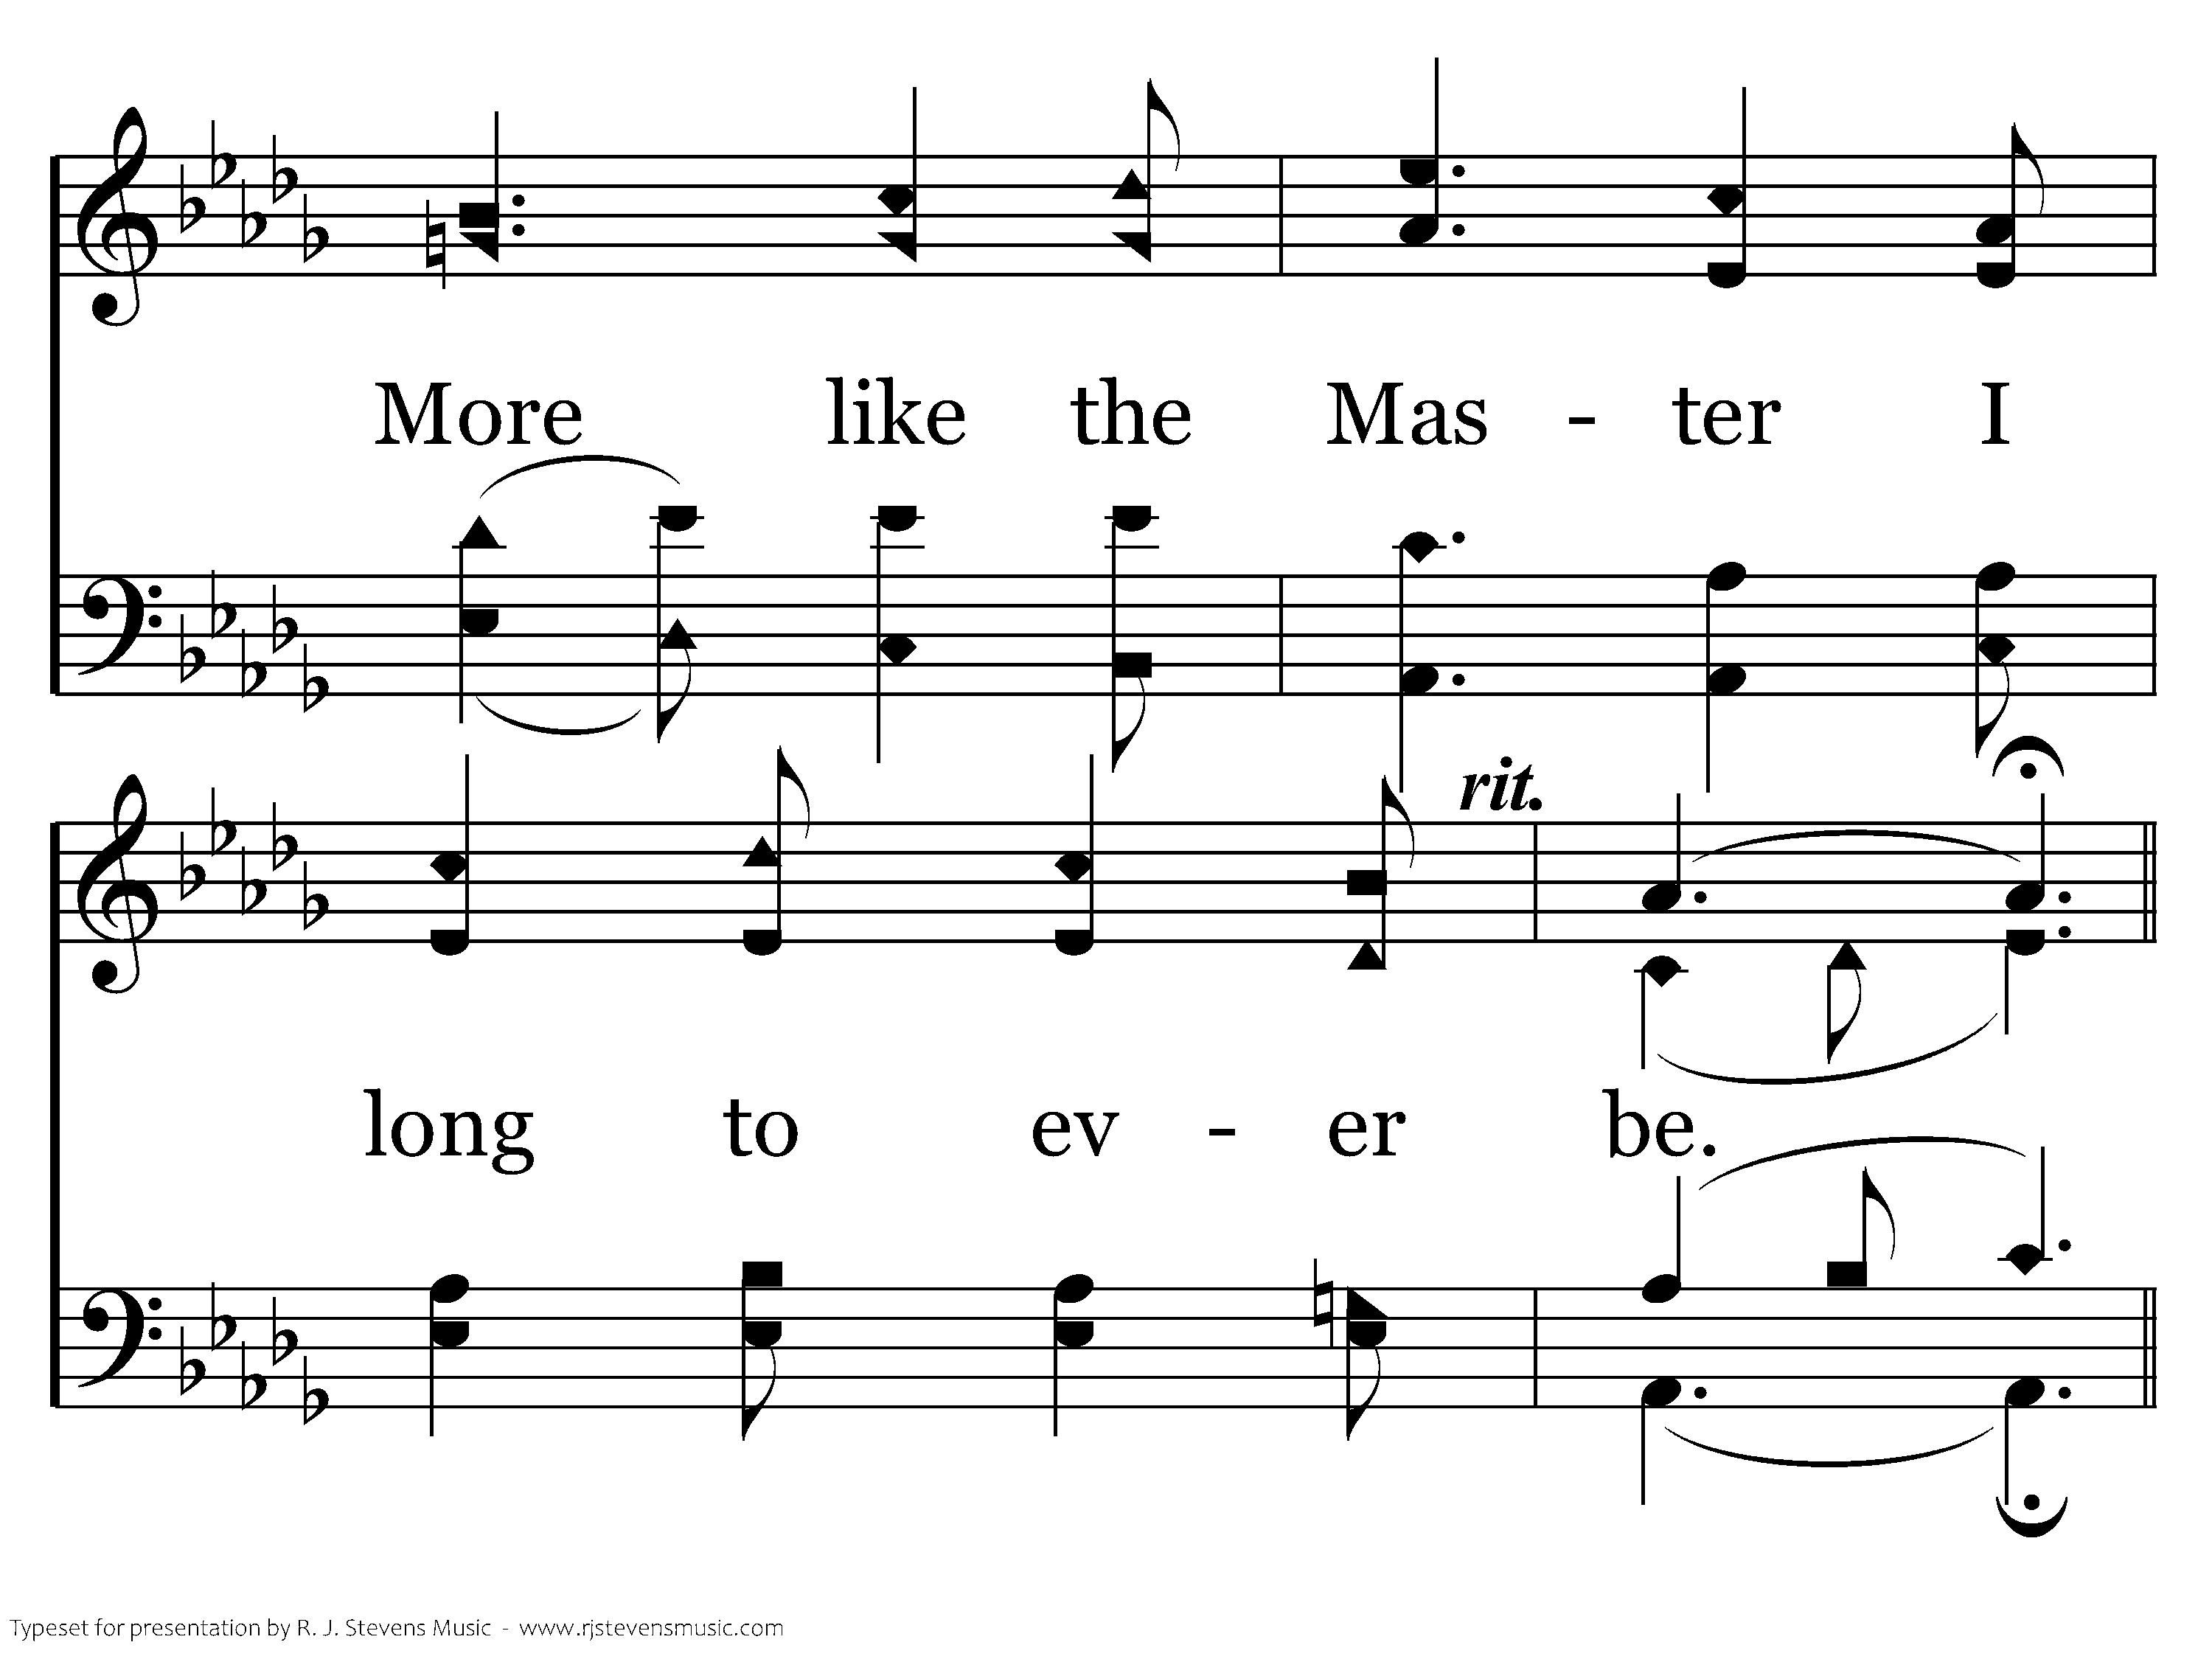 More like the Mas - ter I
rit.
long to ev - er be.
Typeset for presentation by R. J. Stevens Music - www.rjstevensmusic.com